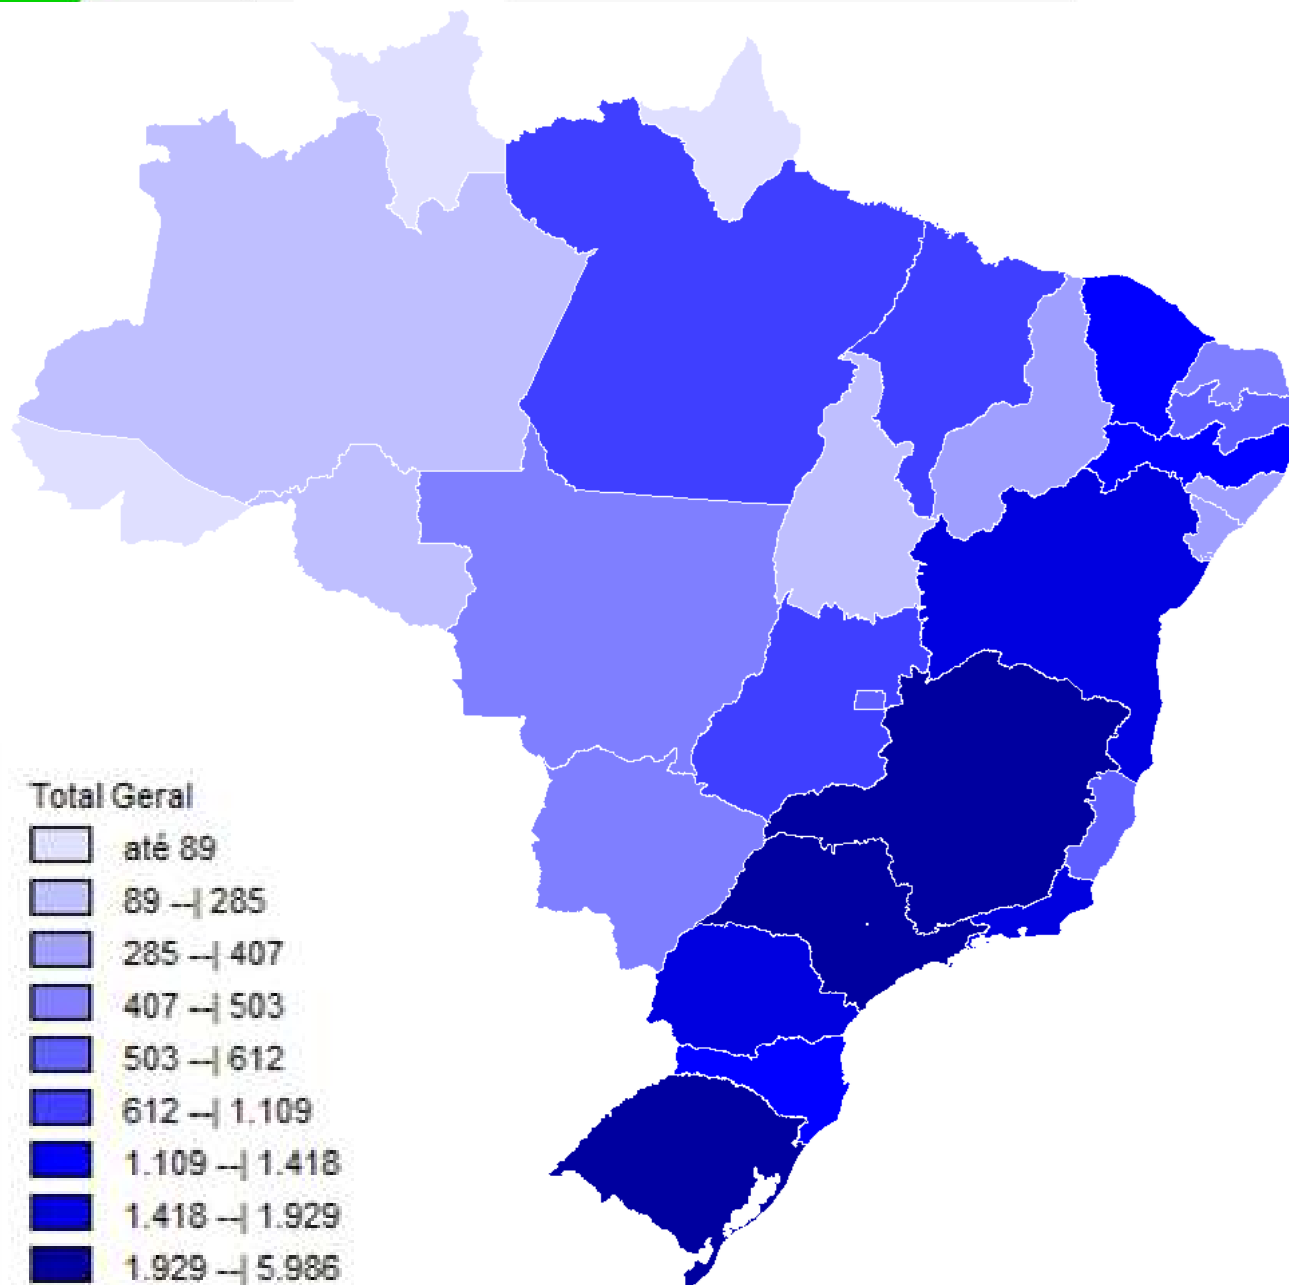 Total Geral
até 89
89 --| 285
285 --| 407
407 --| 503
503 --| 612
612 --| 1.109
1.109 --| 1.418
1.418 --| 1.929
1.929 --| 5.986